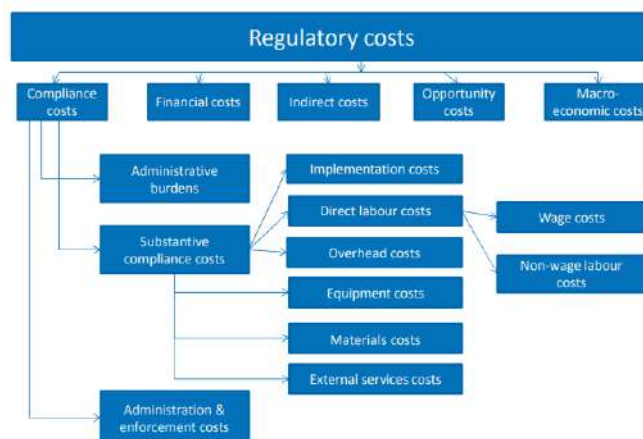 Regulatory costs
Compliance
costs
Financial costs
Indirect costs
Opportunity
costs
Macro-
economic costs
Administrative
burdens
Implementation costs
Direct labour costs
Wage costs
Substantive
compliance costs
Overhead costs
Non-wage labour
costs
Equipment costs
Materials costs
External services costs
Administration &
enforcement costs